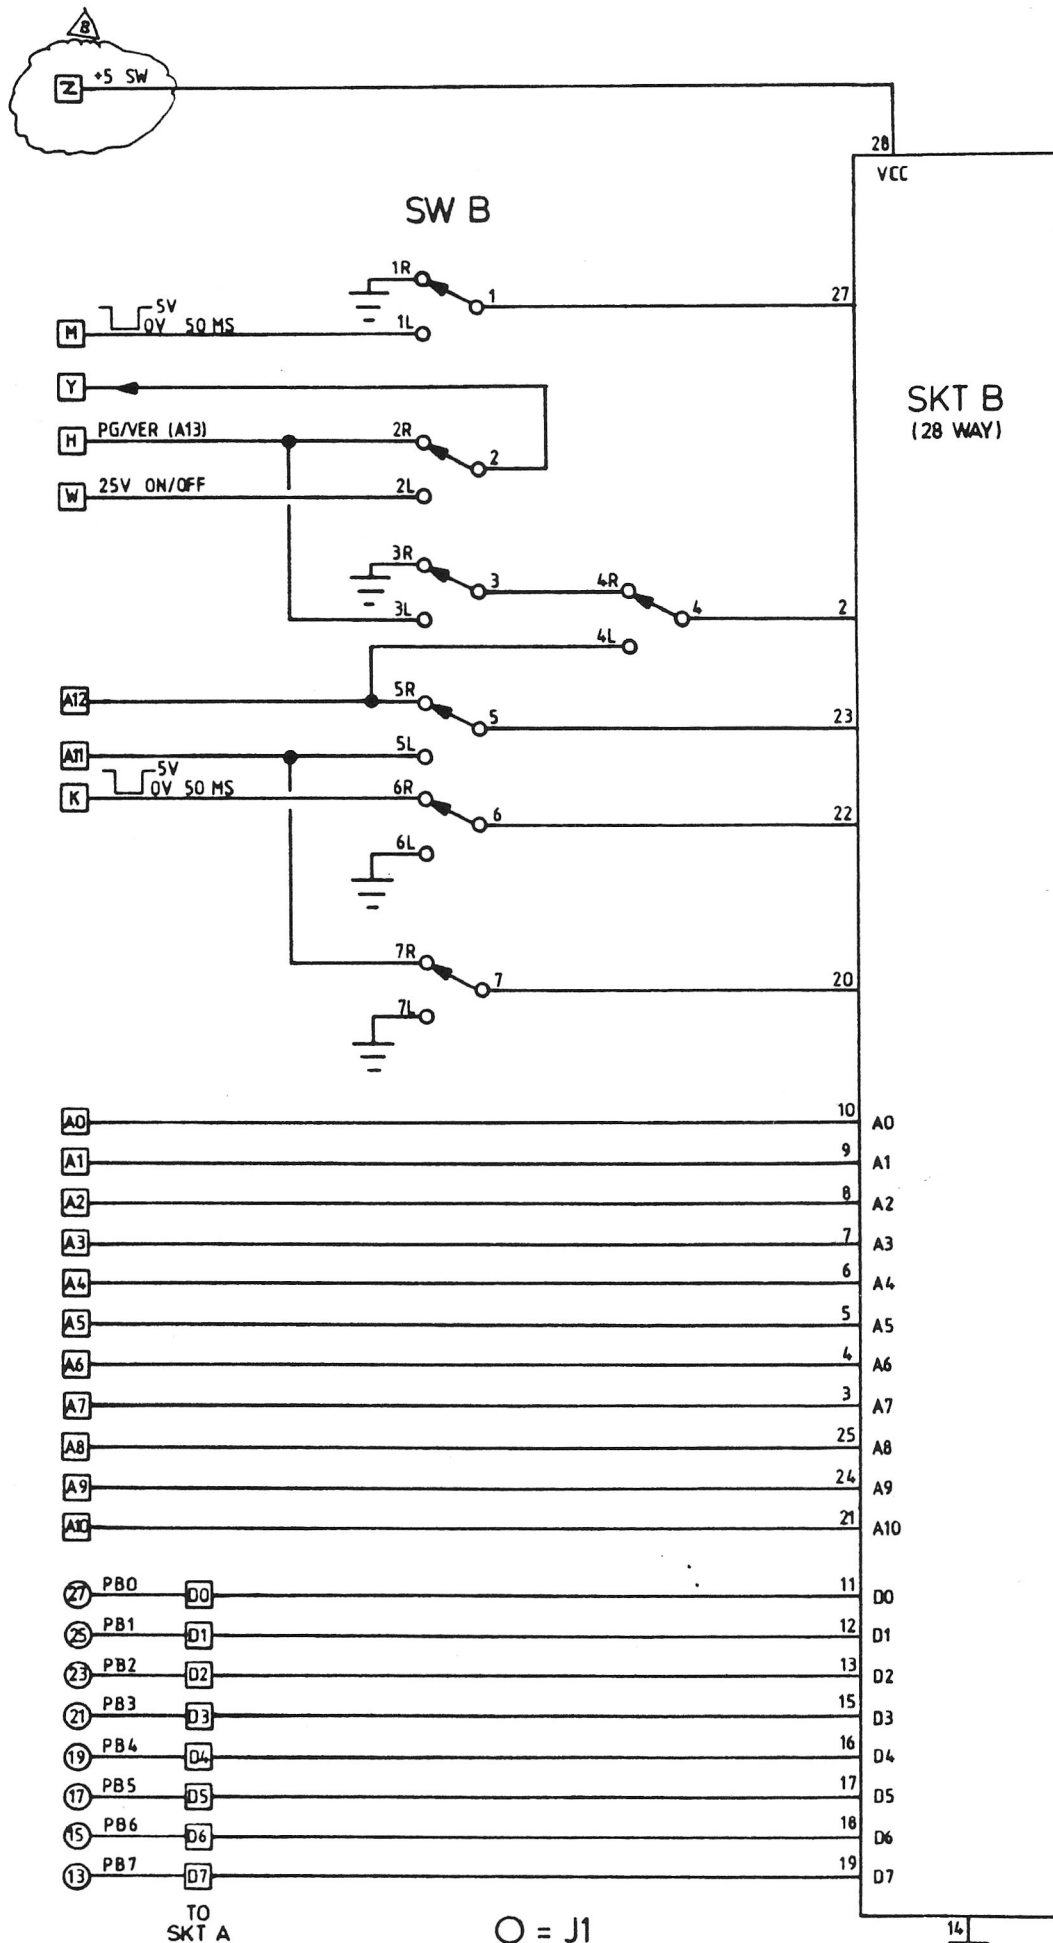 8
Z +5 SW
28
VCC
SW B
1R
1
27
5V
0V 50 MS
M
1L
Y
SKT B
(28 WAY)
H PG/VER (A13)
2R
2
W 25V ON/OFF
2L
3R
3
4R
4
2
3L
4L
A12
5R
5
23
A11
5L
5V
0V 50 MS
K
6R
6
22
6L
7R
7
20
7L
A0 10 A0
A1 9 A1
A2 8 A2
A3 7 A3
A4 6 A4
A5 5 A5
A6 4 A6
A7 3 A7
A8 25 A8
A9 24 A9
A10 21 A10
27 PB0 D0 11 D0
25 PB1 D1 12 D1
23 PB2 D2 13 D2
21 PB3 D3 15 D3
19 PB4 D4 16 D4
17 PB5 D5 17 D5
15 PB6 D6 18 D6
13 PB7 D7 19 D7
TO
SKT A
O = J1
14